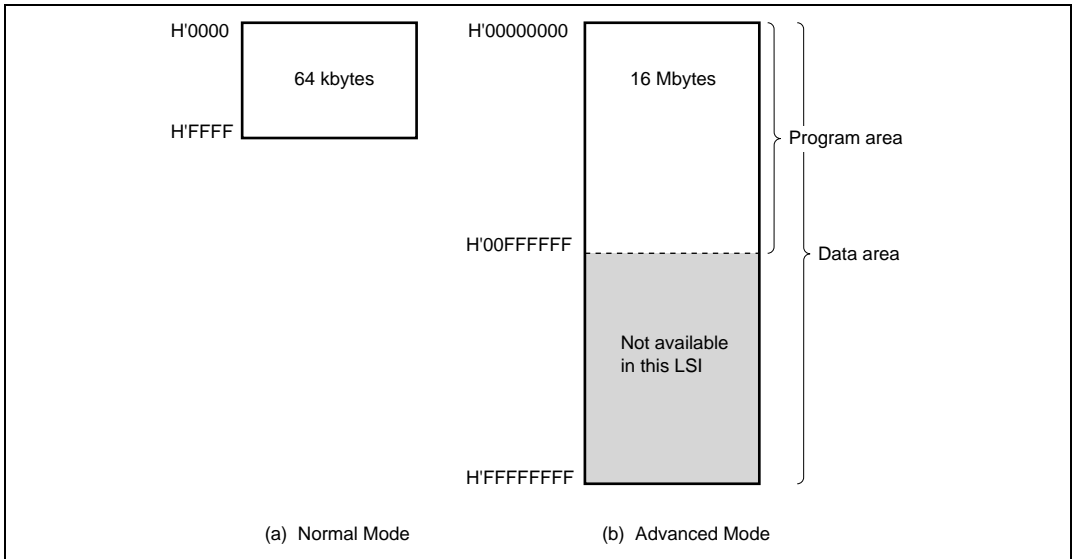 H'0000
64 kbytes
H'FFFF
(a) Normal Mode
H'00000000
16 Mbytes
Program area
H'00FFFFFF
Data area
Not available
in this LSI
H'FFFFFFFF
(b) Advanced Mode